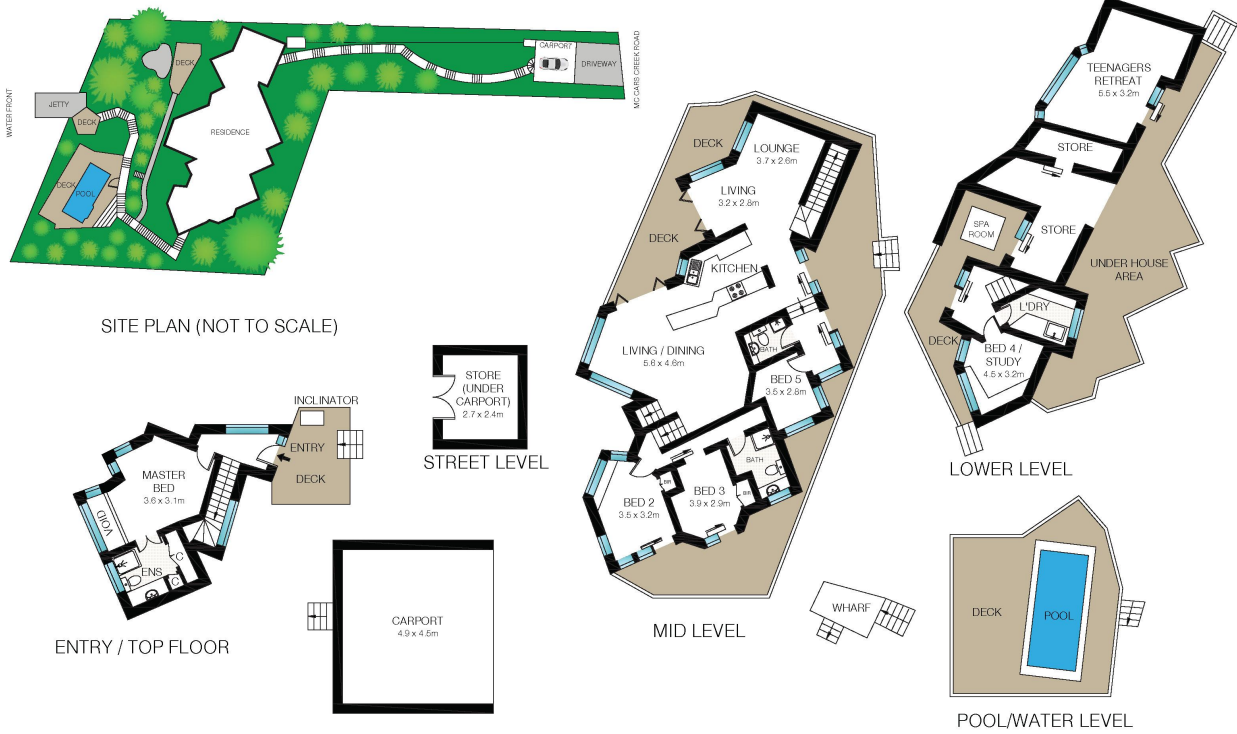 WATER FRONT
JETTY
DECK
DECK
DECK
POOL
RESIDENCE
CARPORT
DRIVEWAY
MC CARS CREEK ROAD
SITE PLAN (NOT TO SCALE)
INCLINATOR
ENTRY
DECK
MASTER
BED
3.6 x 3.1m
VOID
ENS
C
C
ENTRY / TOP FLOOR
STORE
(UNDER
CARPORT)
2.7 x 2.4m
STREET LEVEL
CARPORT
4.9 x 4.5m
DECK
LOUNGE
3.7 x 2.6m
LIVING
3.2 x 2.8m
DECK
KITCHEN
LIVING / DINING
5.6 x 4.6m
BATH
BED 5
3.5 x 2.8m
BATH
BED 2
3.5 x 3.2m
BIR
BED 3
3.9 x 2.9m
BIR
MID LEVEL
TEENAGERS
RETREAT
5.5 x 3.2m
STORE
SPA
ROOM
STORE
UNDER HOUSE
AREA
L'DRY
DECK
BED 4 /
STUDY
4.5 x 3.2m
LOWER LEVEL
WHARF
DECK
POOL
POOL/WATER LEVEL